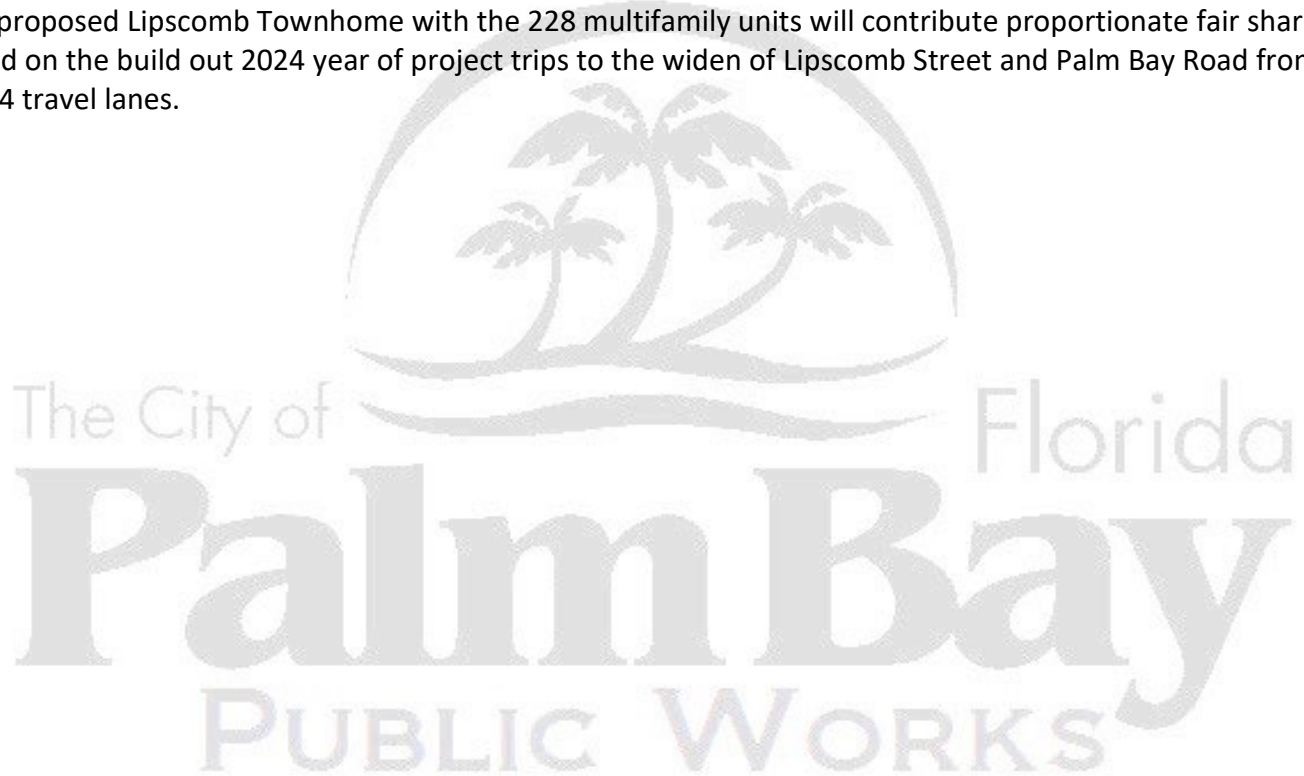 proposed Lipscomb Townhome with the 228 multifamily units will contribute proportionate fair shar
d on the build out 2024 year of project trips to the widen of Lipscomb Street and Palm Bay Road from
4 travel lanes.
The City of Florida
Palm Bay
PUBLIC WORKS